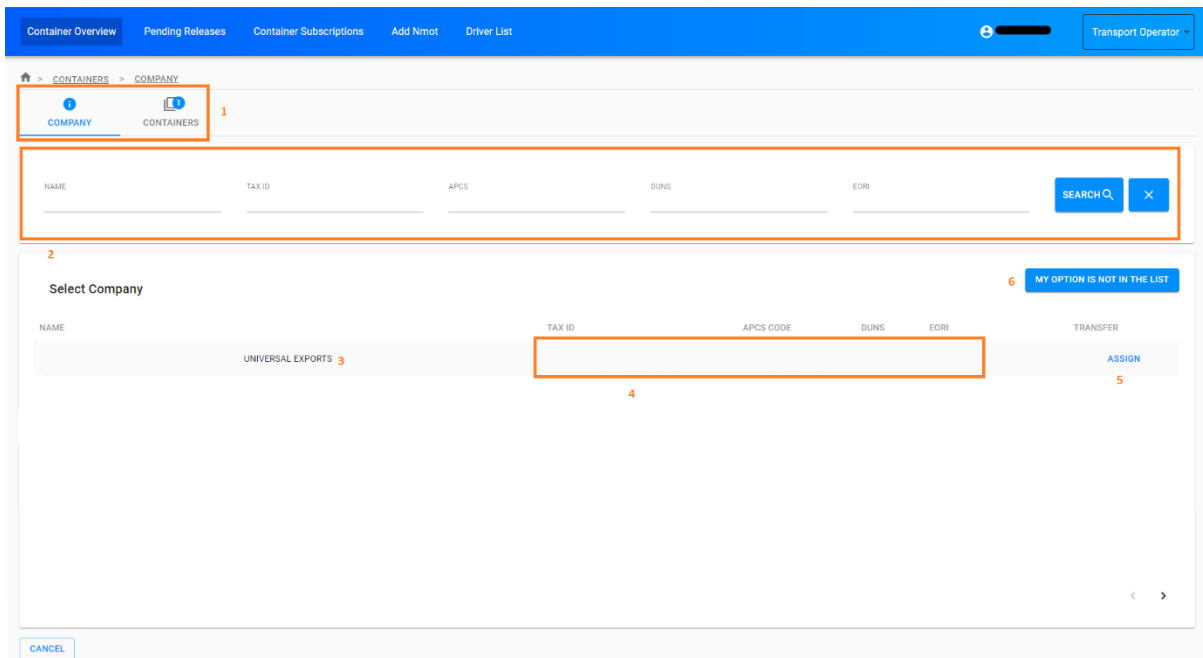 Container Overview Pending Releases Container Subscriptions Add Nmot Driver List Transport Operator
> CONTAINERS > COMPANY
1
COMPANY CONTAINERS 1
NAME TAX ID APCS DUNS EORI
SEARCH
2
Select Company 6 MY OPTION IS NOT IN THE LIST
NAME TAX ID APCS CODE DUNS EORI TRANSFER
UNIVERSAL EXPORTS 3 ASSIGN
4 5
CANCEL